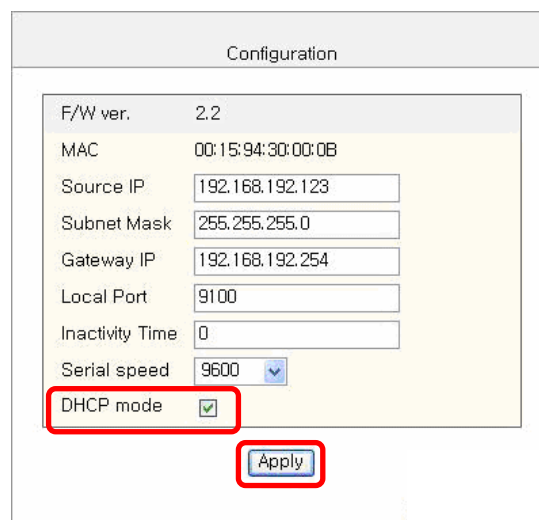 Configuration
F/W ver. 2.2
MAC 00:15:94:30:00:0B
Source IP 192.168.192.123
Subnet Mask 255.255.255.0
Gateway IP 192.168.192.254
Local Port 9100
Inactivity Time 0
Serial speed 9600
DHCP mode
Apply